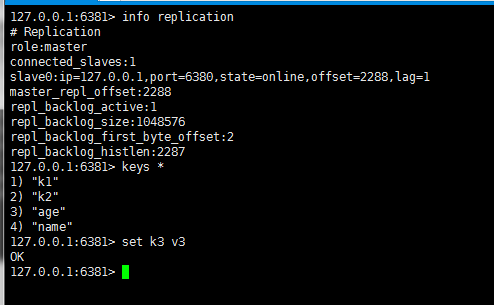 127.0.0.1:6381> info replication
# Replication
role:master
connected_slaves:1
slave0:ip=127.0.0.1,port=6380,state=online,offset=2288,lag=1
master_repl_offset:2288
repl_backlog_active:1
repl_backlog_size:1048576
repl_backlog_first_byte_offset:2
repl_backlog_histlen:2287
127.0.0.1:6381> keys *
1) "k1"
2) "k2"
3) "age"
4) "name"
127.0.0.1:6381> set k3 v3
OK
127.0.0.1:6381>